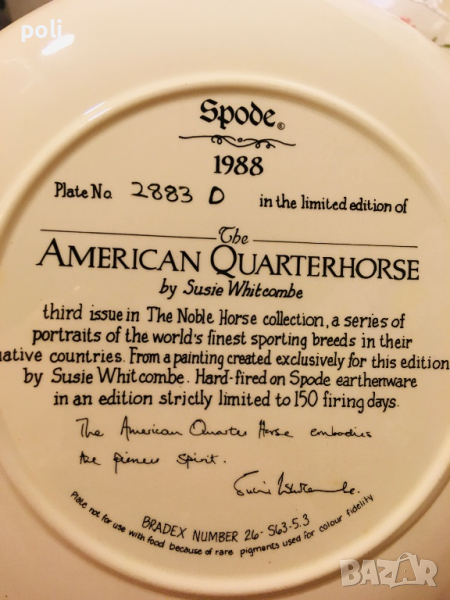 poli
Spode®
1988
Plate No. 2883 D in the limited edition of
The
AMERICAN QUARTERHORSE
by Susie Whitcombe
third issue in The Noble Horse collection, a series of
portraits of the world's finest sporting breeds in their
native countries. From a painting created exclusively for this edition
by Susie Whitcombe. Hard-fired on Spode earthenware
in an edition strictly limited to 150 firing days.
The American Quarter Horse embodies
the pioneer spirit.
Susie Whitcombe.
BRADEX NUMBER 26-S63-5.3
Plate not for use with food because of rare pigments used for colour fidelity.
BAZAR